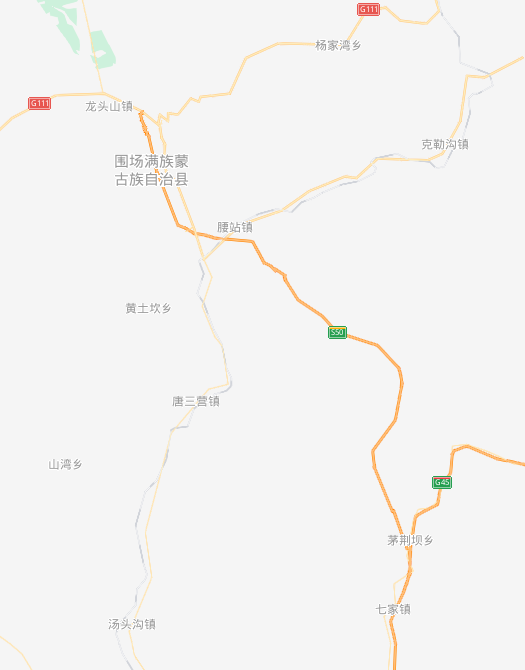 G111
杨家湾乡
G111
龙头山镇
克勒沟镇
围场满族蒙
古族自治县
腰站镇
黄土坎乡
S50
唐三营镇
山湾乡
G45
茅荆坝乡
七家镇
汤头沟镇